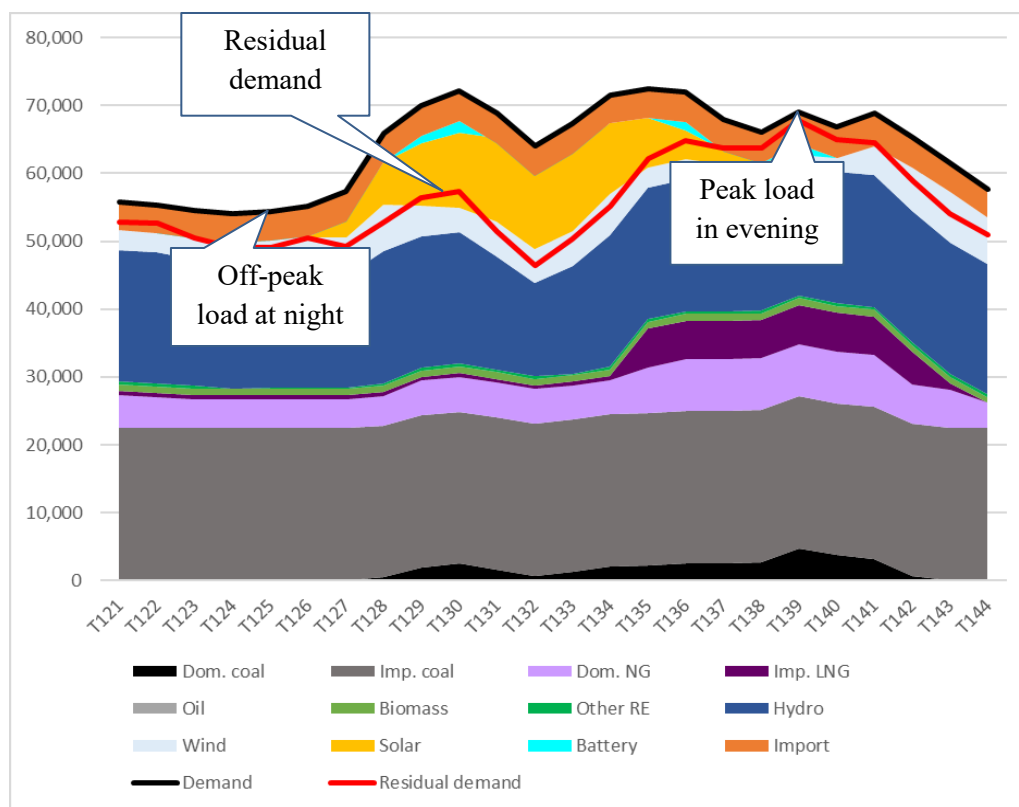 80,000
70,000
60,000
50,000
40,000
30,000
20,000
10,000
0
Residual
demand
Off-peak
load at night
Peak load
in evening
T121
T122
T123
T124
T125
T126
T127
T128
T129
T130
T131
T132
T133
T134
T135
T136
T137
T138
T139
T140
T141
T142
T143
T144
Dom. coal
Imp. coal
Dom. NG
Imp. LNG
Oil
Biomass
Other RE
Hydro
Wind
Solar
Battery
Import
Demand
Residual demand